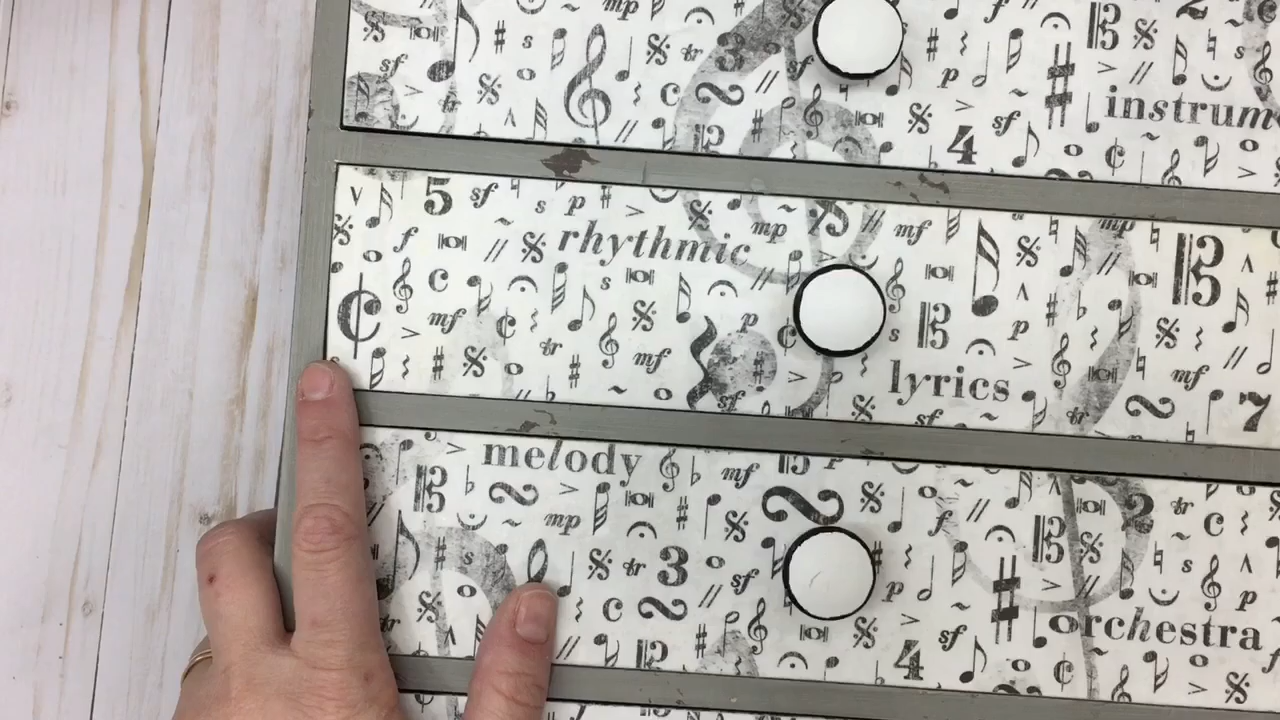 instrum
rhythmic
lyrics
melody
orchestra